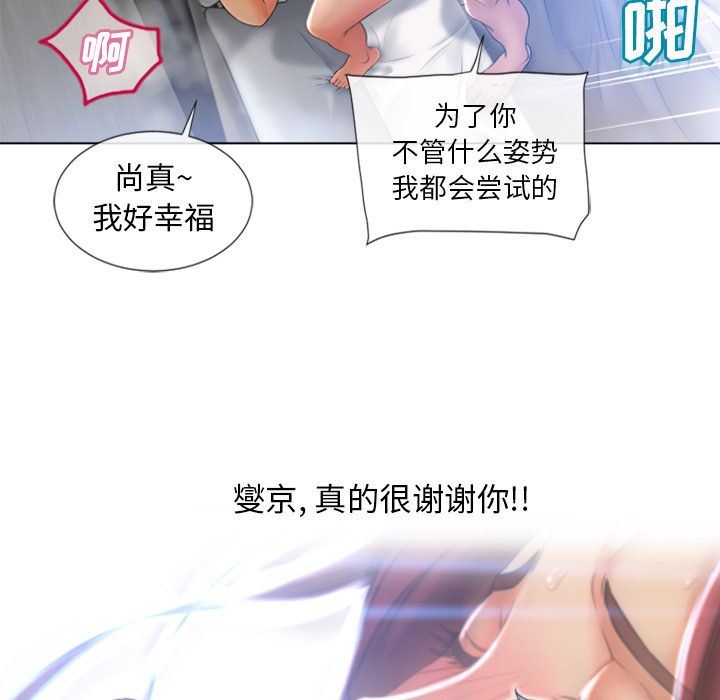 啊
啪
为了你
不管什么姿势
我都会尝试的
尚真~
我好幸福
燮京, 真的很谢谢你!!